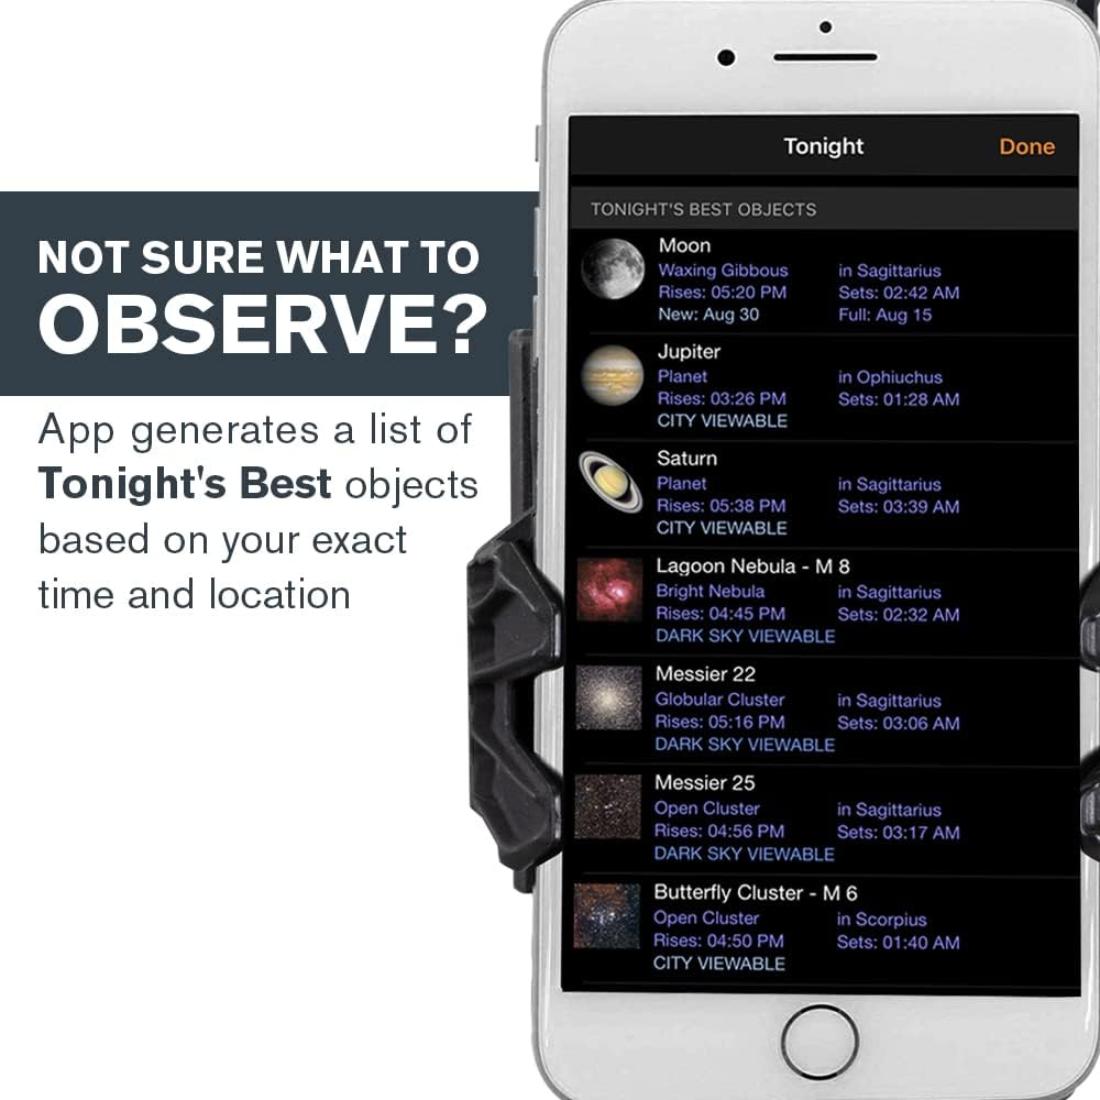 NOT SURE WHAT TO
OBSERVE?
App generates a list of
Tonight's Best objects
based on your exact
time and location
Tonight Done
TONIGHT'S BEST OBJECTS
Moon
Waxing Gibbous in Sagittarius
Rises: 05:20 PM Sets: 02:42 AM
New: Aug 30 Full: Aug 15
Jupiter
Planet in Ophiuchus
Rises: 03:26 PM Sets: 01:28 AM
CITY VIEWABLE
Saturn
Planet in Sagittarius
Rises: 05:38 PM Sets: 03:39 AM
CITY VIEWABLE
Lagoon Nebula - M 8
Bright Nebula in Sagittarius
Rises: 04:45 PM Sets: 02:32 AM
DARK SKY VIEWABLE
Messier 22
Globular Cluster in Sagittarius
Rises: 05:16 PM Sets: 03:06 AM
DARK SKY VIEWABLE
Messier 25
Open Cluster in Sagittarius
Rises: 04:56 PM Sets: 03:17 AM
DARK SKY VIEWABLE
Butterfly Cluster - M 6
Open Cluster in Scorpius
Rises: 04:50 PM Sets: 01:40 AM
CITY VIEWABLE